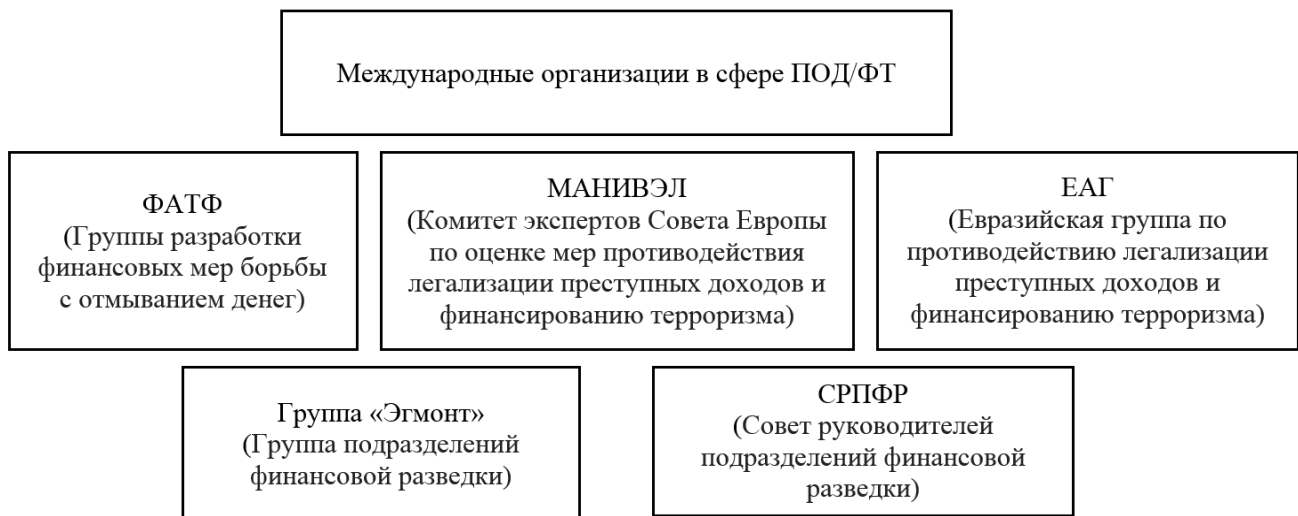 Международные организации в сфере ПОД/ФТ
ФАТФ
(Группы разработки
финансовых мер борьбы
с отмыванием денег)
МАНИВЭЛ
(Комитет экспертов Совета Европы
по оценке мер противодействия
легализации преступных доходов и
финансированию терроризма)
ЕАГ
(Евразийская группа по
противодействию легализации
преступных доходов и
финансированию терроризма)
Группа «Эгмонт»
(Группа подразделений
финансовой разведки)
СРПФР
(Совет руководителей
подразделений финансовой
разведки)